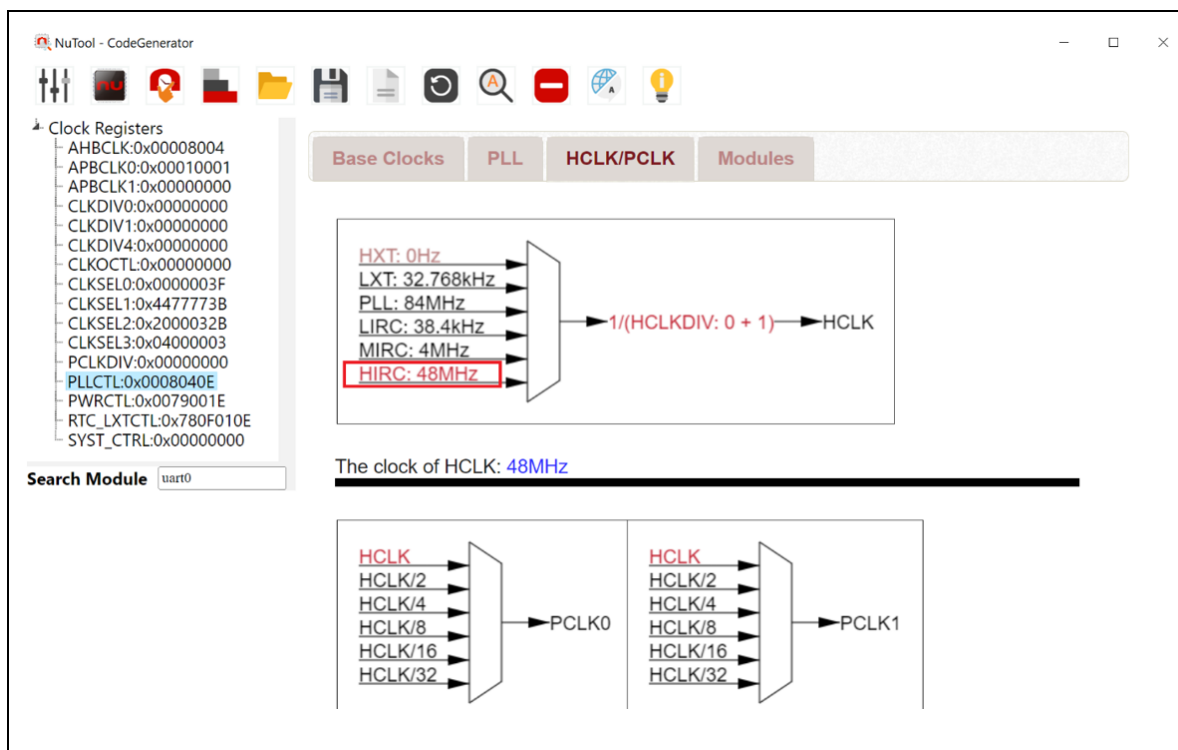 NuTool - CodeGenerator
nu
Clock Registers
AHBCLK:0x00008004
APBCLK0:0x00010001
APBCLK1:0x00000000
CLKDIV0:0x00000000
CLKDIV1:0x00000000
CLKDIV4:0x00000000
CLKOCTL:0x00000000
CLKSEL0:0x0000003F
CLKSEL1:0x4477773B
CLKSEL2:0x2000032B
CLKSEL3:0x04000003
PCLKDIV:0x00000000
PLLCTL:0x0008040E
PWRCTL:0x0079001E
RTC_LXTCTL:0x780F010E
SYST_CTRL:0x00000000
Search Module uart0
Base Clocks PLL HCLK/PCLK Modules
HXT: 0Hz
LXT: 32.768kHz
PLL: 84MHz
LIRC: 38.4kHz
MIRC: 4MHz
HIRC: 48MHz
1/(HCLKDIV: 0 + 1)
HCLK
The clock of HCLK: 48MHz
HCLK
HCLK/2
HCLK/4
HCLK/8
HCLK/16
HCLK/32
PCLK0
HCLK
HCLK/2
HCLK/4
HCLK/8
HCLK/16
HCLK/32
PCLK1